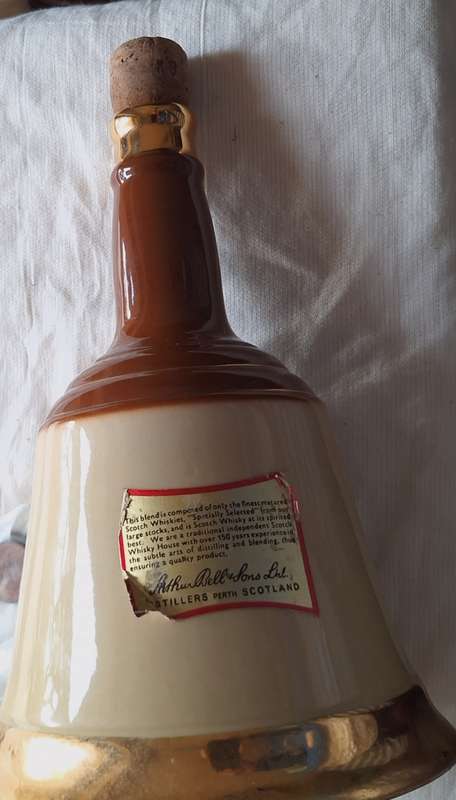 This blend is composed of only the finest matured
Scotch Whiskies, "Spiritually Selected" from our
large stocks, and is Scotch Whisky at its spirited
best. We are a traditional independent Scotch
Whisky House with over 150 years experience in
the subtle arts of distilling and blending, thus
ensuring a quality product.
Arthur Bell & Sons Ltd.
STILLERS PERTH SCOTLAND